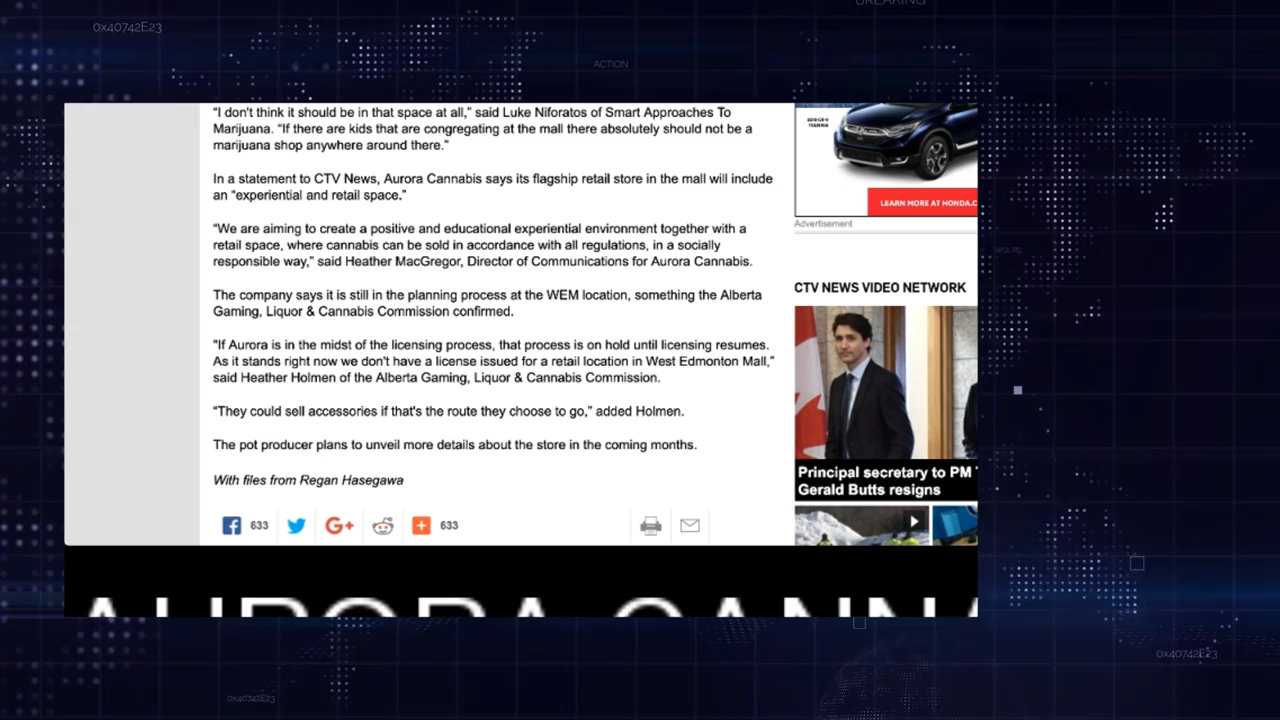 BREAKING
0x40742E23
ACTION
“I don't think it should be in that space at all,” said Luke Niforatos of Smart Approaches To
Marijuana. “If there are kids that are congregating at the mall there absolutely should not be a
marijuana shop anywhere around there.”
In a statement to CTV News, Aurora Cannabis says its flagship retail store in the mall will include
an “experiential and retail space.”
“We are aiming to create a positive and educational experiential environment together with a
retail space, where cannabis can be sold in accordance with all regulations, in a socially
responsible way,” said Heather MacGregor, Director of Communications for Aurora Cannabis.
The company says it is still in the planning process at the WEM location, something the Alberta
Gaming, Liquor & Cannabis Commission confirmed.
“If Aurora is in the midst of the licensing process, that process is on hold until licensing resumes.
As it stands right now we don't have a license issued for a retail location in West Edmonton Mall,”
said Heather Holmen of the Alberta Gaming, Liquor & Cannabis Commission.
“They could sell accessories if that's the route they choose to go,” added Holmen.
The pot producer plans to unveil more details about the store in the coming months.
With files from Regan Hasegawa
633
G+
633
TOURING
LEARN MORE AT HONDA.C
Advertisement
CTV NEWS VIDEO NETWORK
Principal secretary to PM
Gerald Butts resigns
WOLRD
AURORA CANNA
0x40742E23
0x40742E23